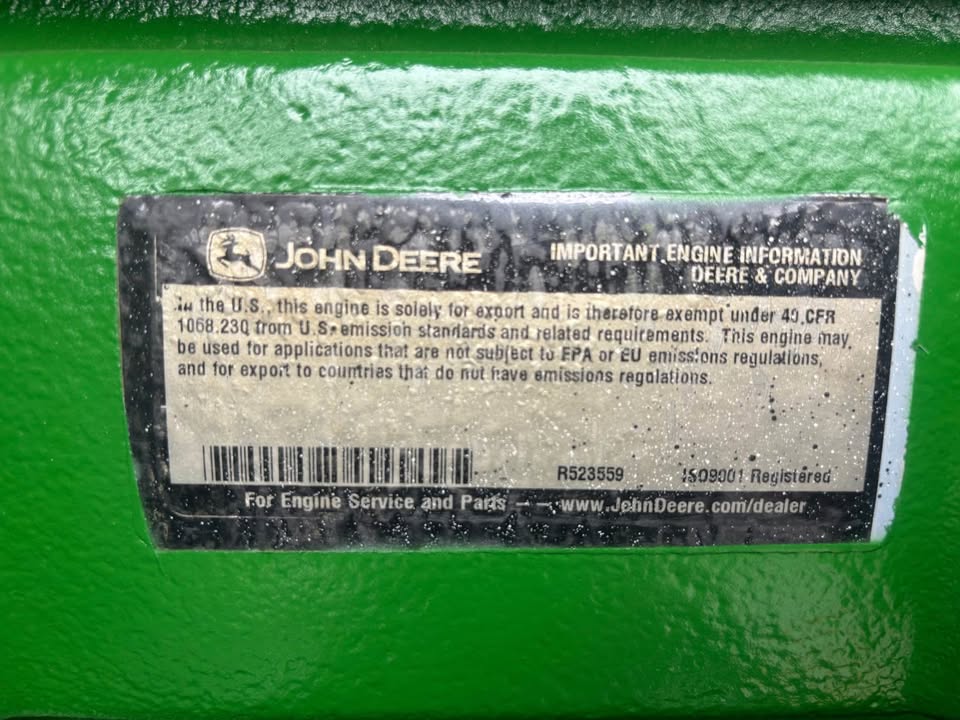 JOHN DEERE
IMPORTANT ENGINE INFORMATION
DEERE & COMPANY
In the U.S., this engine is solely for export and is therefore exempt under 40 CFR
1068.230 from U.S. emission standards and related requirements. This engine may
be used for applications that are not subject to EPA or EU emissions regulations,
and for export to countries that do not have emissions regulations.
R523559
ISO9001 Registered
For Engine Service and Parts - - www.JohnDeere.com/dealer